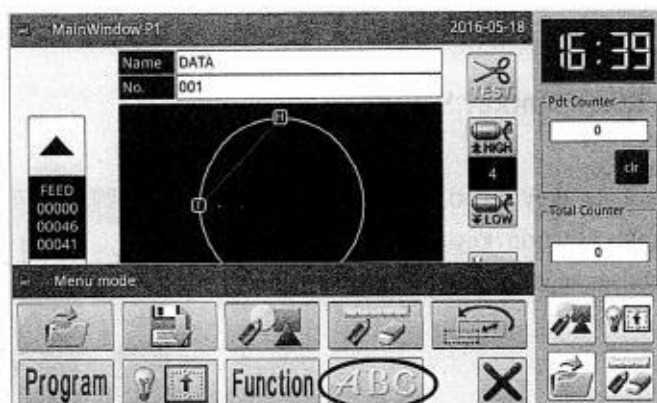 MainWindow P1
2016-05-18
16:39
Name DATA
No. 001
TEST
HIGH
4
LOW
FEED
00000
00046
00041
H
Pdt Counter
0
clr
Total Counter
0
Menu mode
Program
Function
ABC